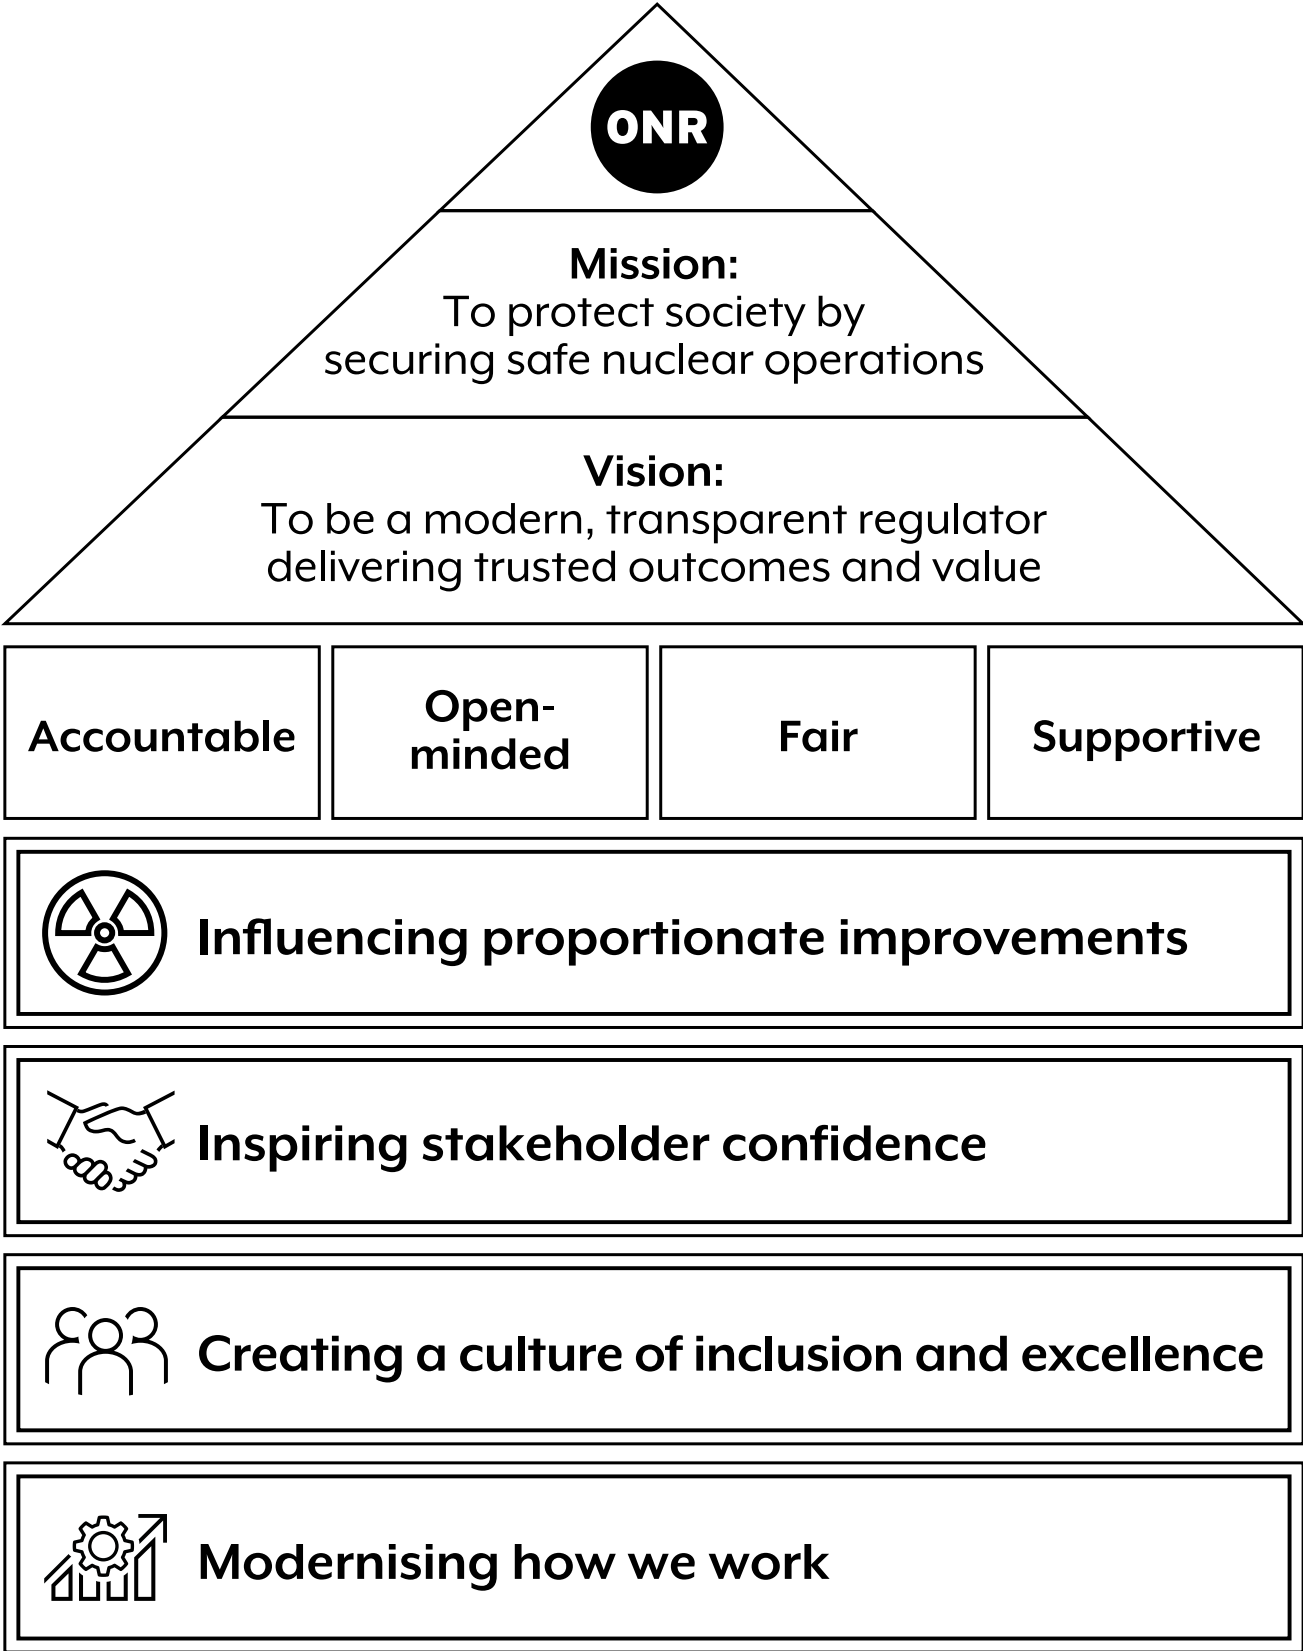 ONR
Mission:
To protect society by
securing safe nuclear operations
Vision:
To be a modern, transparent regulator
delivering trusted outcomes and value
Accountable
Open-
minded
Fair
Supportive
Influencing proportionate improvements
Inspiring stakeholder confidence
Creating a culture of inclusion and excellence
Modernising how we work